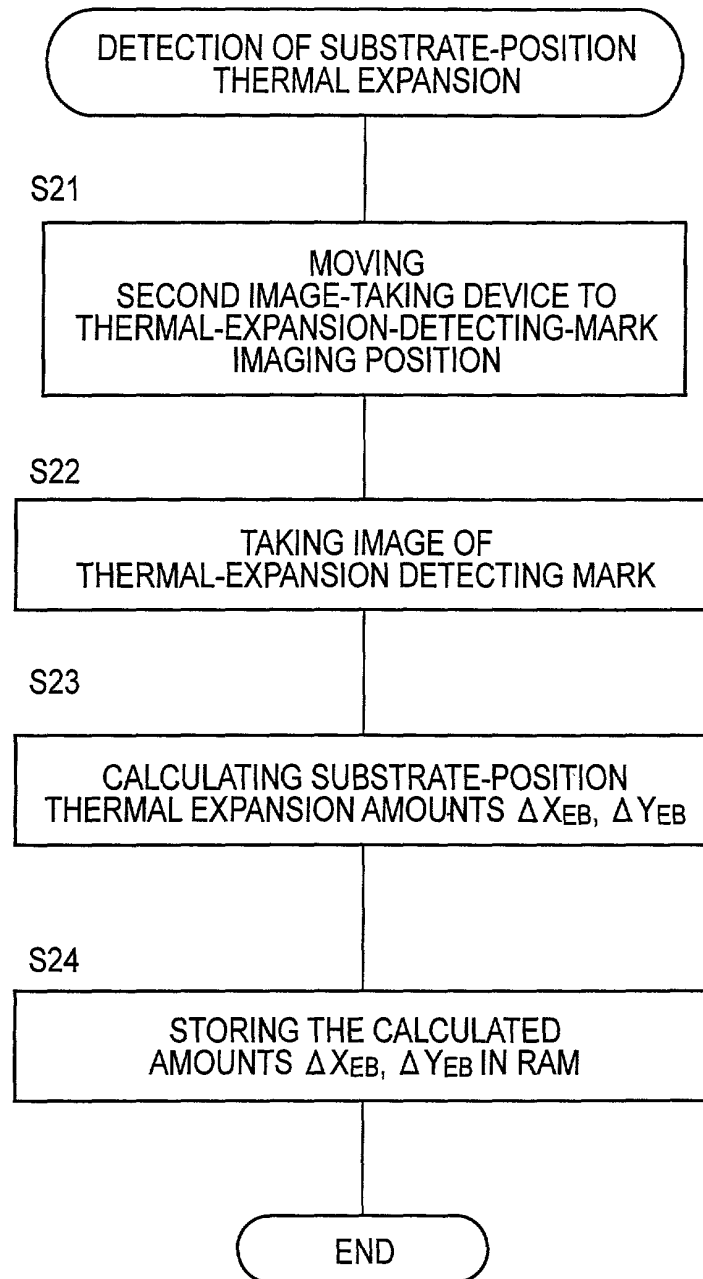 DETECTION OF SUBSTRATE-POSITION
THERMAL EXPANSION
S21
MOVING
SECOND IMAGE-TAKING DEVICE TO
THERMAL-EXPANSION-DETECTING-MARK
IMAGING POSITION
S22
TAKING IMAGE OF
THERMAL-EXPANSION DETECTING MARK
S23
CALCULATING SUBSTRATE-POSITION
THERMAL EXPANSION AMOUNTS ΔXEB, ΔYEB
S24
STORING THE CALCULATED
AMOUNTS ΔXEB, ΔYEB IN RAM
END